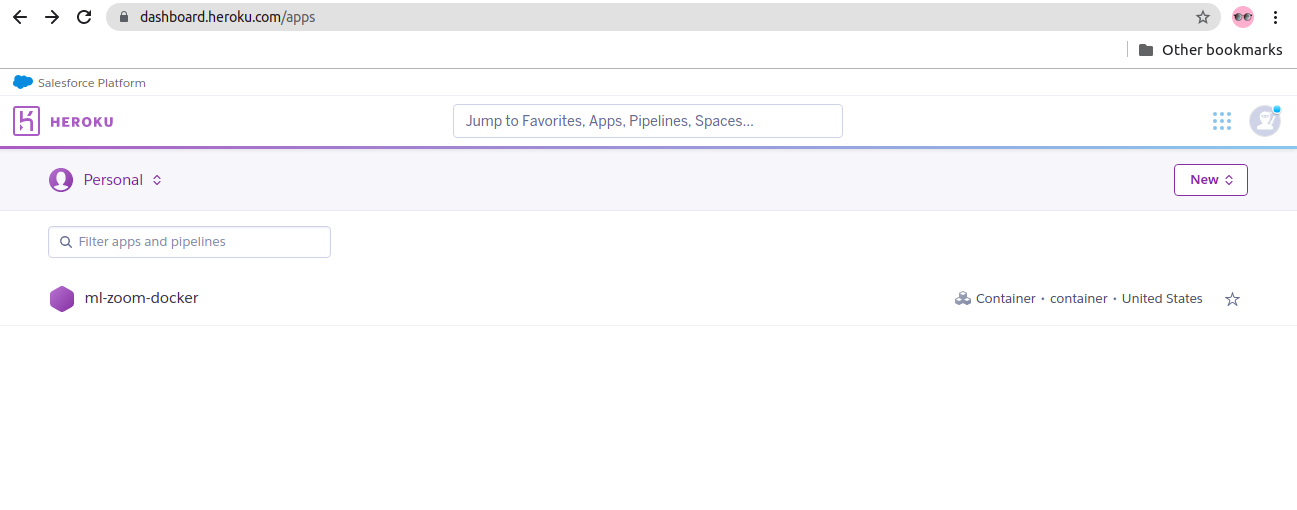 dashboard.heroku.com/apps
Other bookmarks
Salesforce Platform
HEROKU
Jump to Favorites, Apps, Pipelines, Spaces...
Personal
New
Filter apps and pipelines
ml-zoom-docker
Container • container • United States